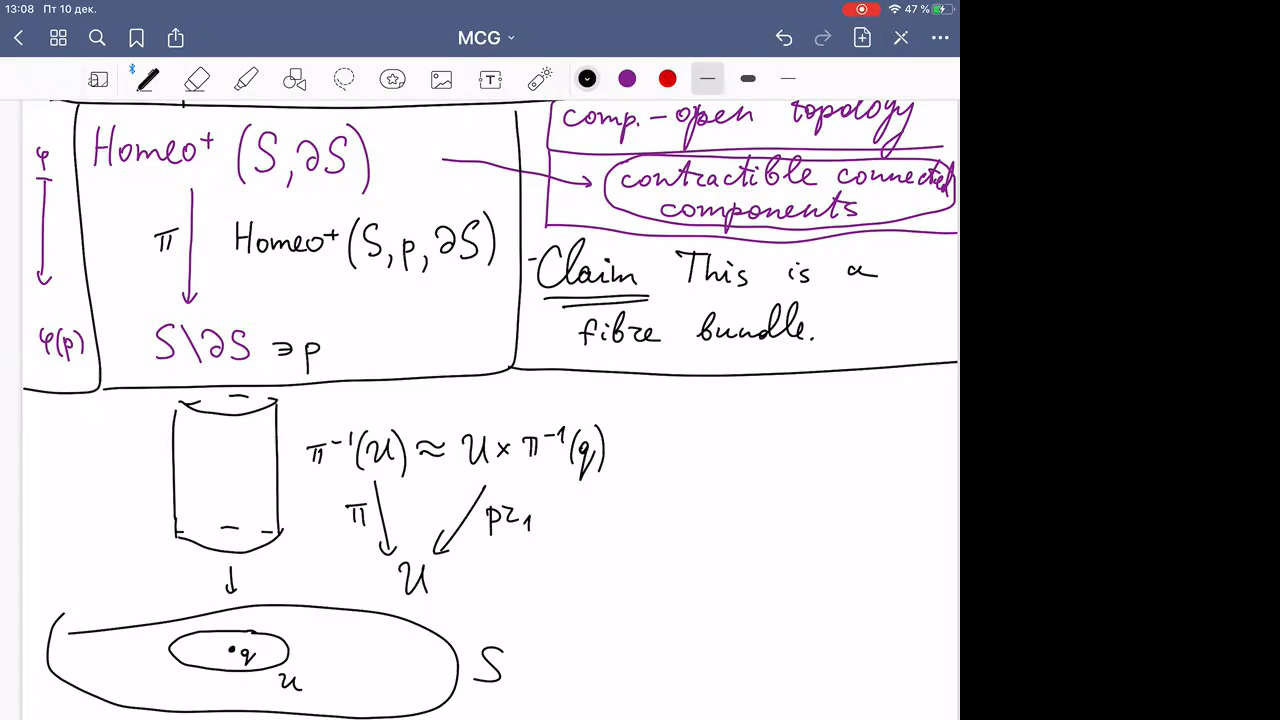 13:08 Пт 10 дек.
47 %
MCG
comp.-open topology
φ
Homeo⁺ (S, ∂S)
contractible connected
components
π
Homeo⁺ (S, p, ∂S)
Claim This is a
fibre bundle.
φ(p)
S \ ∂S ∋ p
π⁻¹(U) ≈ U × π⁻¹(q)
π
pr₁
U
q
u
S